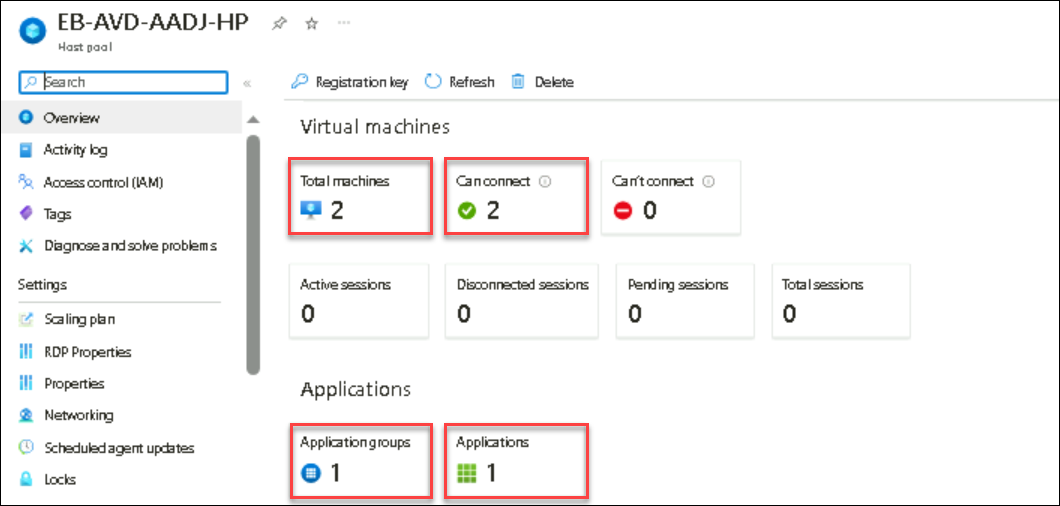 EB-AVD-AADJ-HP
Host pool
Search
«
Registration key Refresh Delete
Overview
Activity log
Access control (IAM)
Tags
Diagnose and solve problems
Settings
Scaling plan
RDP Properties
Properties
Networking
Scheduled agent updates
Locks
Virtual machines
Total machines
2
Can connect
2
Can't connect
0
Active sessions
0
Disconnected sessions
0
Pending sessions
0
Total sessions
0
Applications
Application groups
1
Applications
1